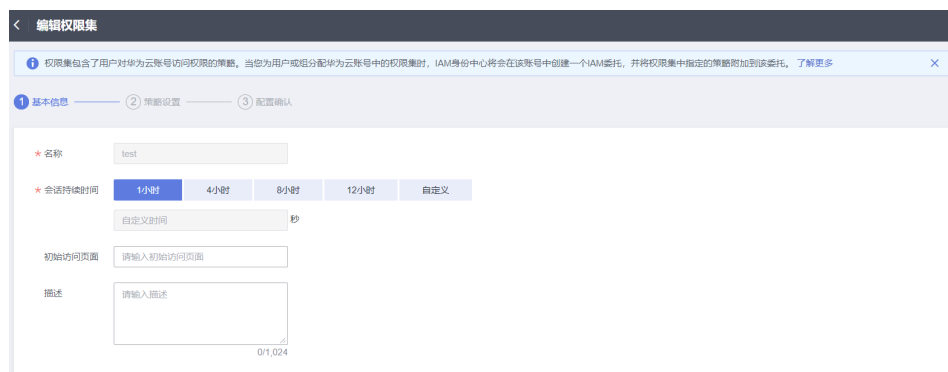 编辑权限集
权限集包含了用户对华为云账号访问权限的策略。当您为用户或组分配华为云账号中的权限集时，IAM身份中心将会在该账号中创建一个IAM委托，并将权限集中指定的策略附加到该委托。 了解更多
1 基本信息 2 策略设置 3 配置确认
* 名称 test
* 会话持续时间 1小时 4小时 8小时 12小时 自定义
自定义时间 秒
初始访问页面 请输入初始访问页面
描述 请输入描述
0/1,024